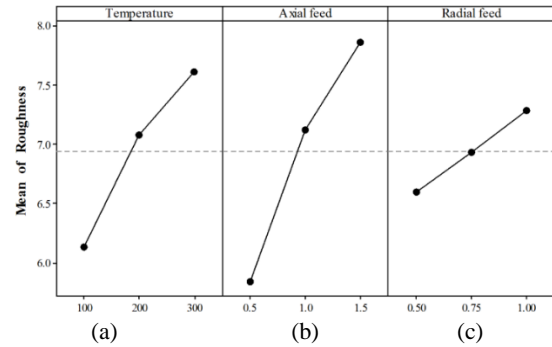 Temperature Axial feed Radial feed
Mean of Roughness
8.0
7.5
7.0
6.5
6.0
100 200 300 0.5 1.0 1.5 0.50 0.75 1.00
(a) (b) (c)